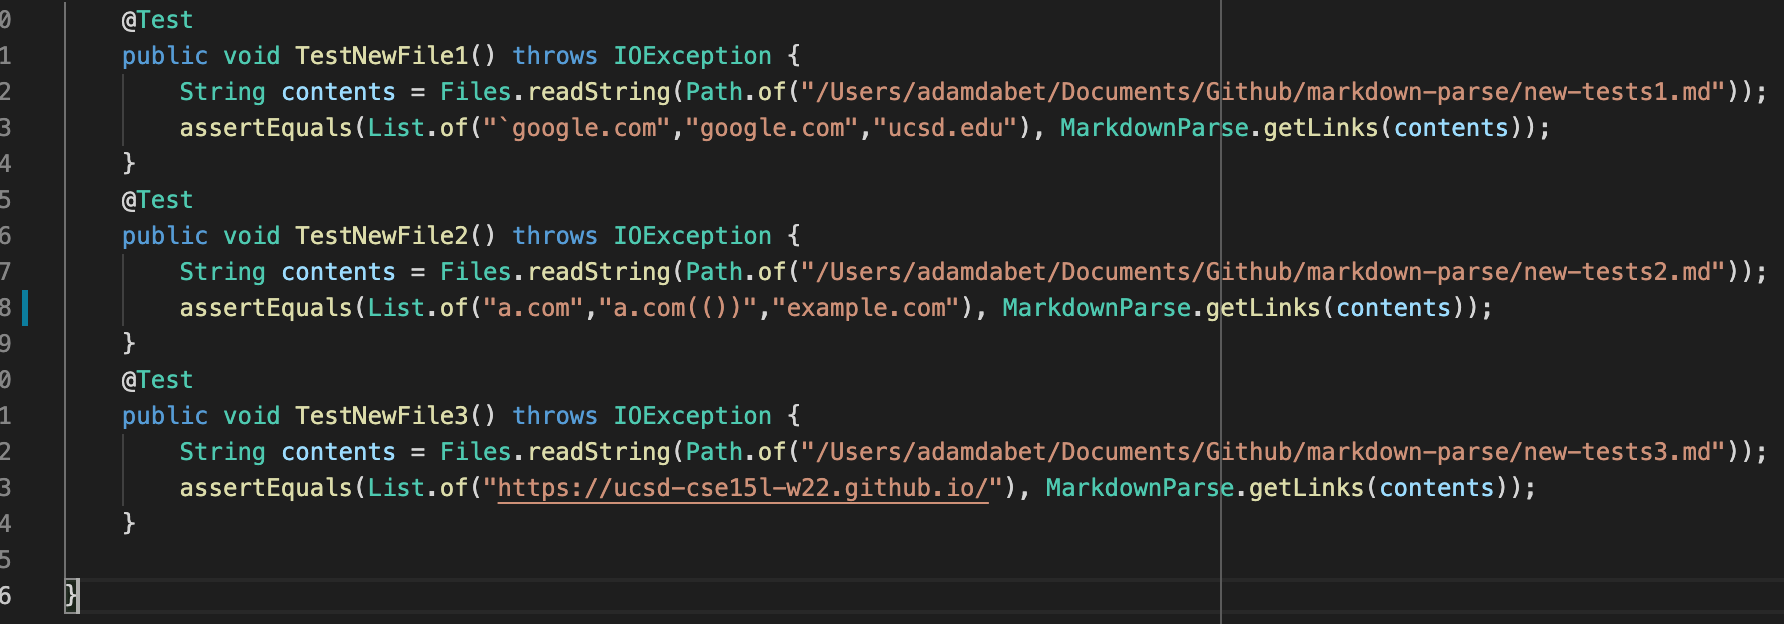 0 @Test
1 public void TestNewFile1() throws IOException {
2 String contents = Files.readString(Path.of("/Users/adamdabet/Documents/Github/markdown-parse/new-tests1.md"));
3 assertEquals(List.of("`google.com","google.com","ucsd.edu"), MarkdownParse.getLinks(contents));
4 }
5 @Test
6 public void TestNewFile2() throws IOException {
7 String contents = Files.readString(Path.of("/Users/adamdabet/Documents/Github/markdown-parse/new-tests2.md"));
8 assertEquals(List.of("a.com","a.com(())","example.com"), MarkdownParse.getLinks(contents));
9 }
0 @Test
1 public void TestNewFile3() throws IOException {
2 String contents = Files.readString(Path.of("/Users/adamdabet/Documents/Github/markdown-parse/new-tests3.md"));
3 assertEquals(List.of("https://ucsd-cse15l-w22.github.io/"), MarkdownParse.getLinks(contents));
4 }
5
6 }